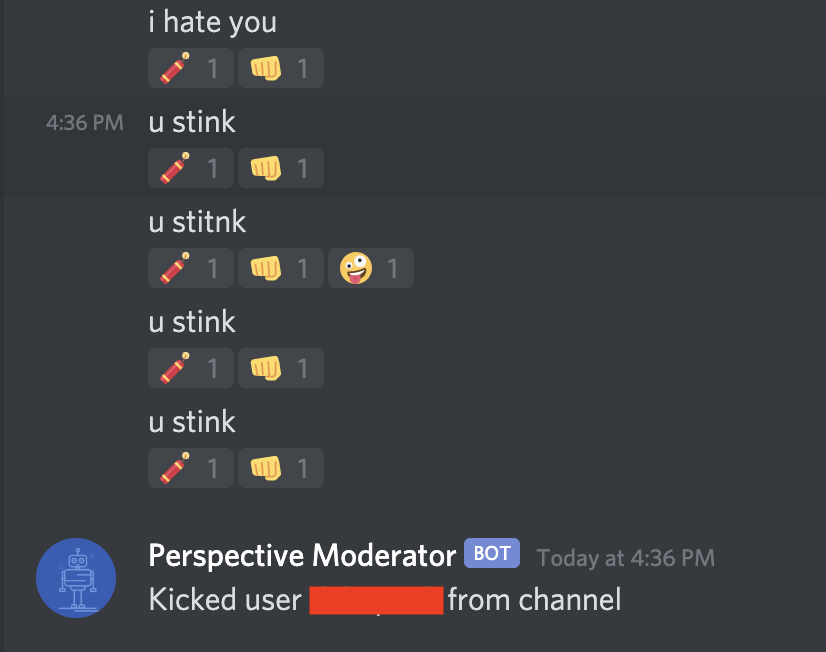 i hate you
1 1
4:36 PM u stink
1 1
u stitnk
1 1 1
u stink
1 1
u stink
1 1
Perspective Moderator BOT Today at 4:36 PM
Kicked user from channel